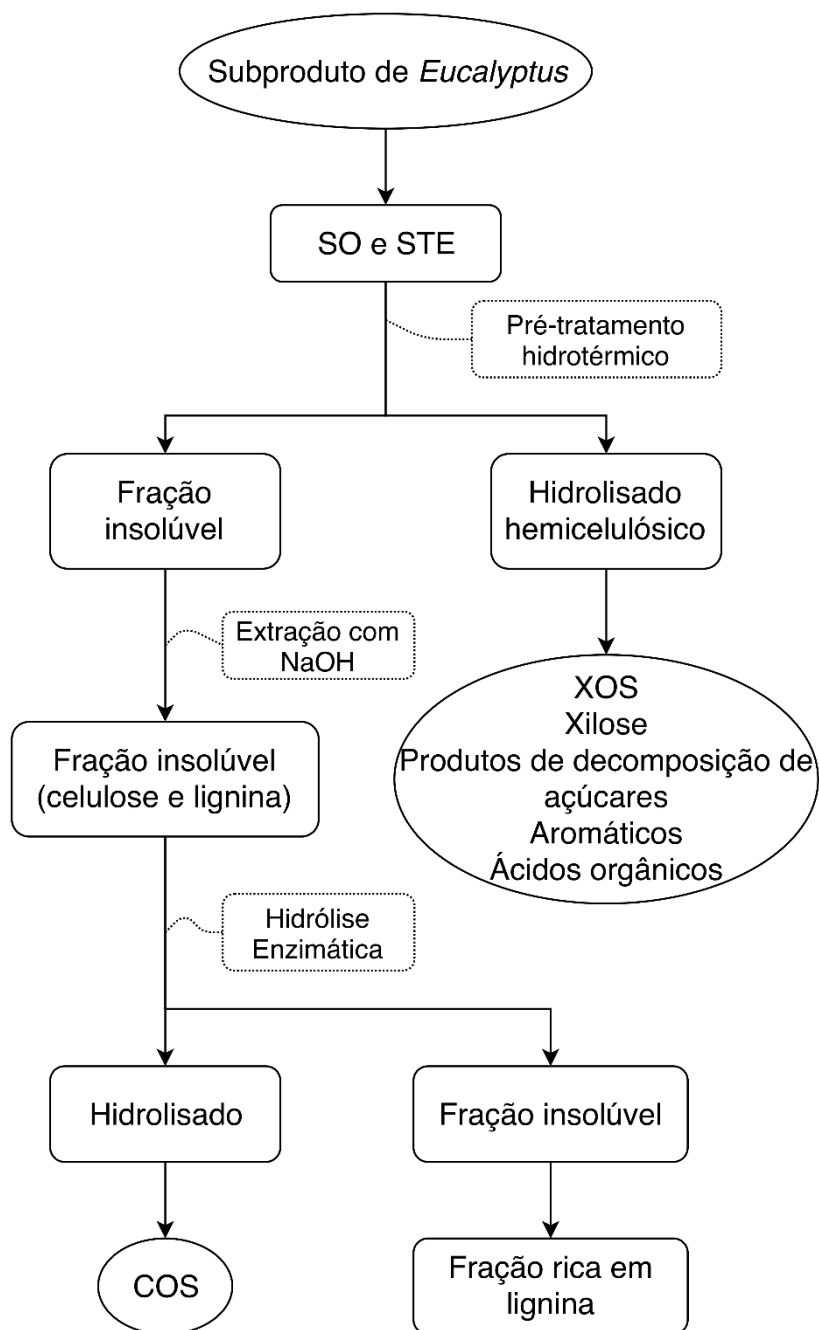 Subproduto de Eucalyptus
SO e STE
Pré-tratamento
hidrotérmico
Fração
insolúvel
Hidrolisado
hemicelulósico
Extração com
NaOH
XOS
Xilose
Produtos de decomposição de
açúcares
Aromáticos
Ácidos orgânicos
Fração insolúvel
(celulose e lignina)
Hidrólise
Enzimática
Hidrolisado
Fração insolúvel
COS
Fração rica em
lignina